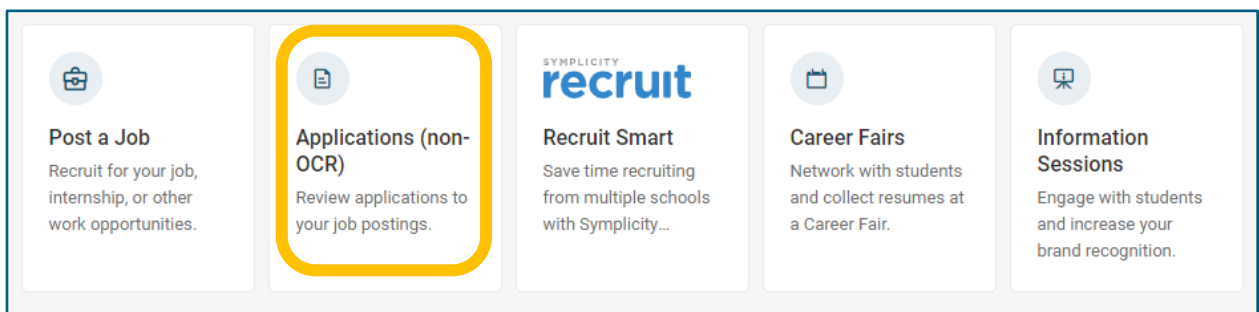 Post a Job
Recruit for your job,
internship, or other
work opportunities.
Applications (non-
OCR)
Review applications to
your job postings.
SYMPLICITY
recruit
Recruit Smart
Save time recruiting
from multiple schools
with Symplicity...
Career Fairs
Network with students
and collect resumes at
a Career Fair.
Information
Sessions
Engage with students
and increase your
brand recognition.